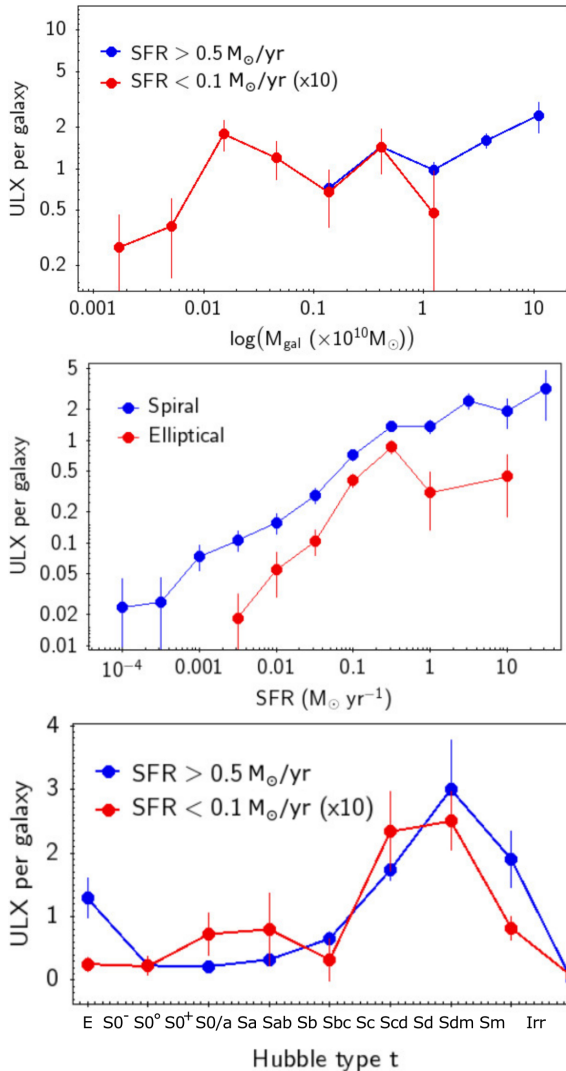 10
5
2
1
0.5
0.2
ULX per galaxy
SFR > 0.5 M☉/yr
SFR < 0.1 M☉/yr (x10)
0.001 0.01 0.1 1 10
log(M_gal (×10¹⁰M☉))
5
2
1
0.5
0.2
0.1
0.05
0.02
0.01
ULX per galaxy
Spiral
Elliptical
10⁻⁴ 0.001 0.01 0.1 1 10
SFR (M☉ yr⁻¹)
4
3
2
1
0
ULX per galaxy
SFR > 0.5 M☉/yr
SFR < 0.1 M☉/yr (x10)
E S0⁻ S0° S0⁺ S0/a Sa Sab Sb Sbc Sc Scd Sd Sdm Sm Irr
Hubble type t